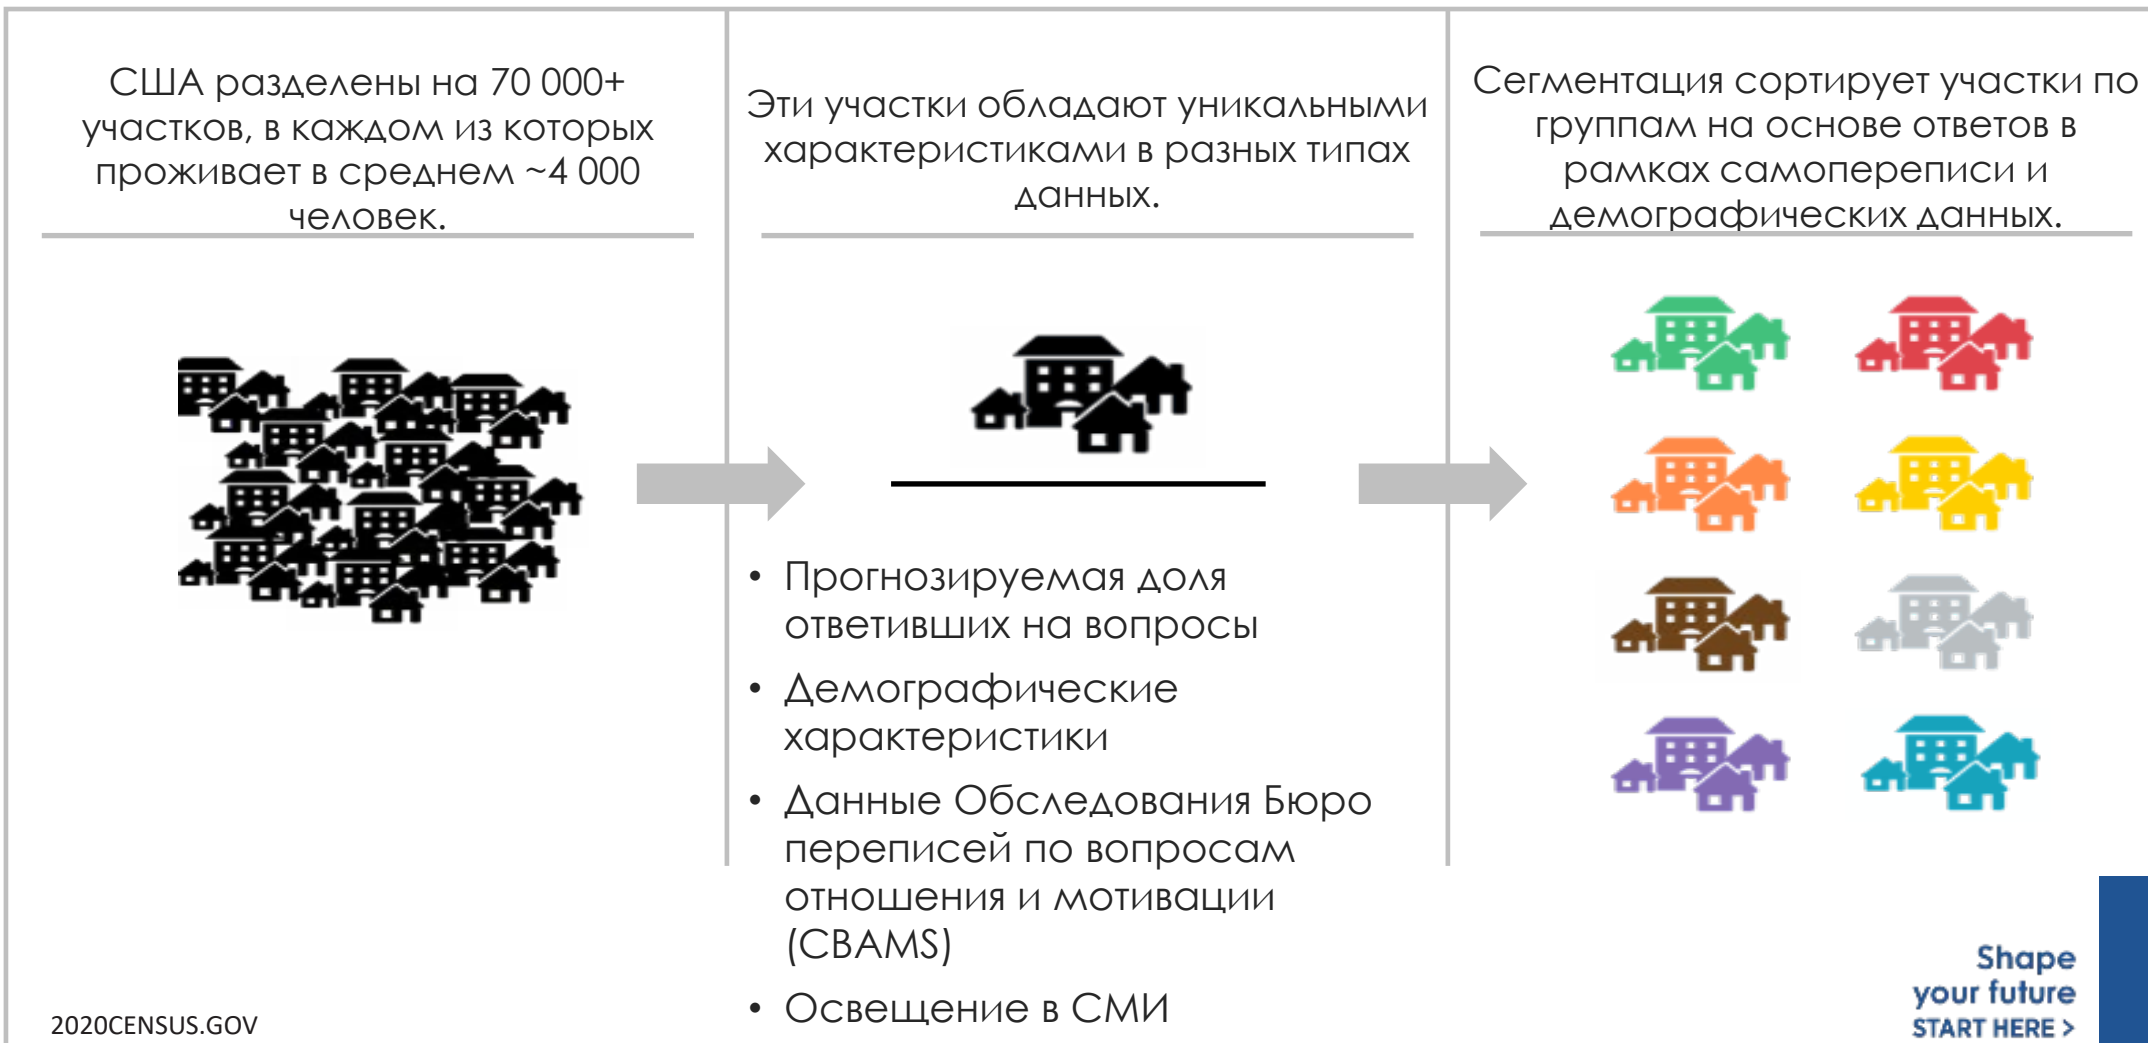 США разделены на 70 000+
участков, в каждом из которых
проживает в среднем ~4 000
человек.
Эти участки обладают уникальными
характеристиками в разных типах
данных.
Сегментация сортирует участки по
группам на основе ответов в
рамках самопереписи и
демографических данных.
• Прогнозируемая доля
ответивших на вопросы
• Демографические
характеристики
• Данные Обследования Бюро
переписей по вопросам
отношения и мотивации
(CBAMS)
• Освещение в СМИ
2020CENSUS.GOV
Shape
your future
START HERE >